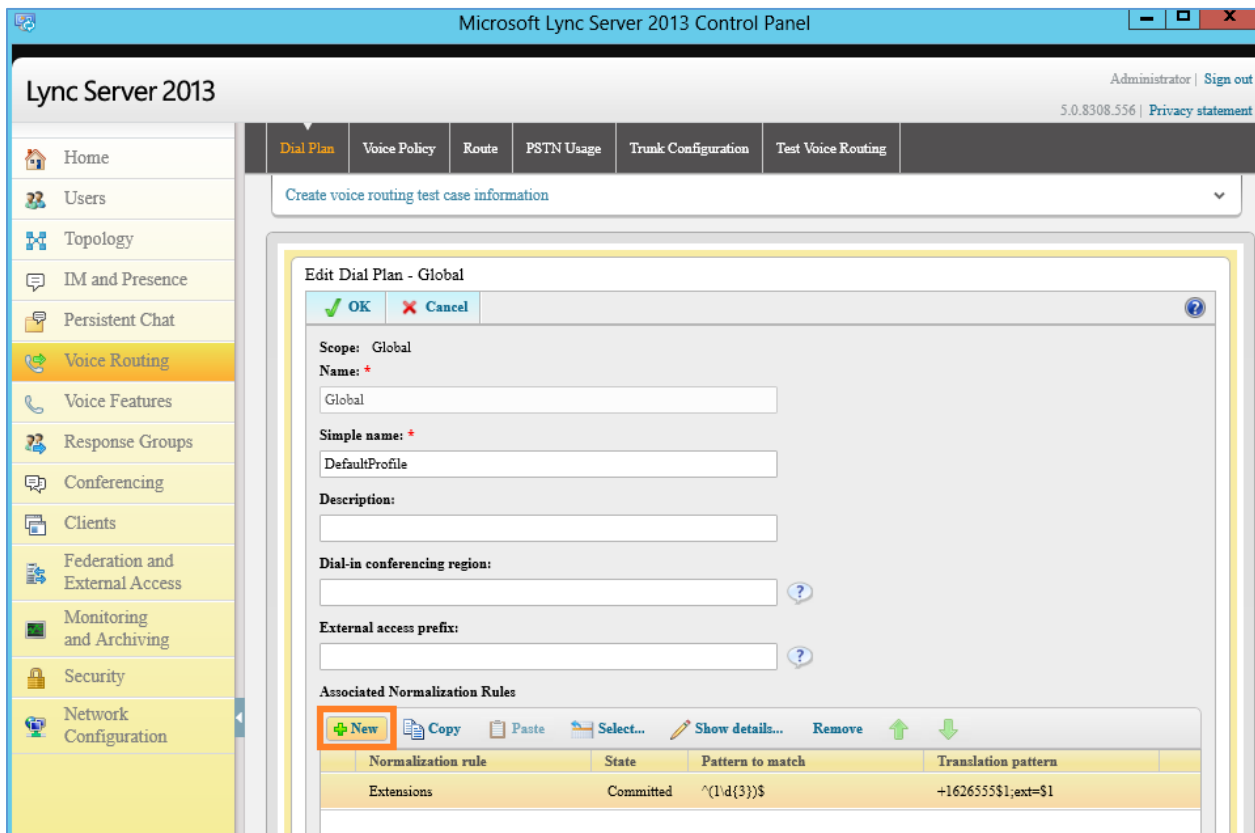 Microsoft Lync Server 2013 Control Panel
Lync Server 2013
Administrator | Sign out
5.0.8308.556 | Privacy statement
Home
Users
Topology
IM and Presence
Persistent Chat
Voice Routing
Voice Features
Response Groups
Conferencing
Clients
Federation and
External Access
Monitoring
and Archiving
Security
Network
Configuration
Dial Plan Voice Policy Route PSTN Usage Trunk Configuration Test Voice Routing
Create voice routing test case information
Edit Dial Plan - Global
OK Cancel
Scope: Global
Name: *
Global
Simple name: *
DefaultProfile
Description:
Dial-in conferencing region:
External access prefix:
Associated Normalization Rules
New Copy Paste Select... Show details... Remove
Normalization rule State Pattern to match Translation pattern
Extensions Committed ^(1\d{3})$ +1626555$1;ext=$1